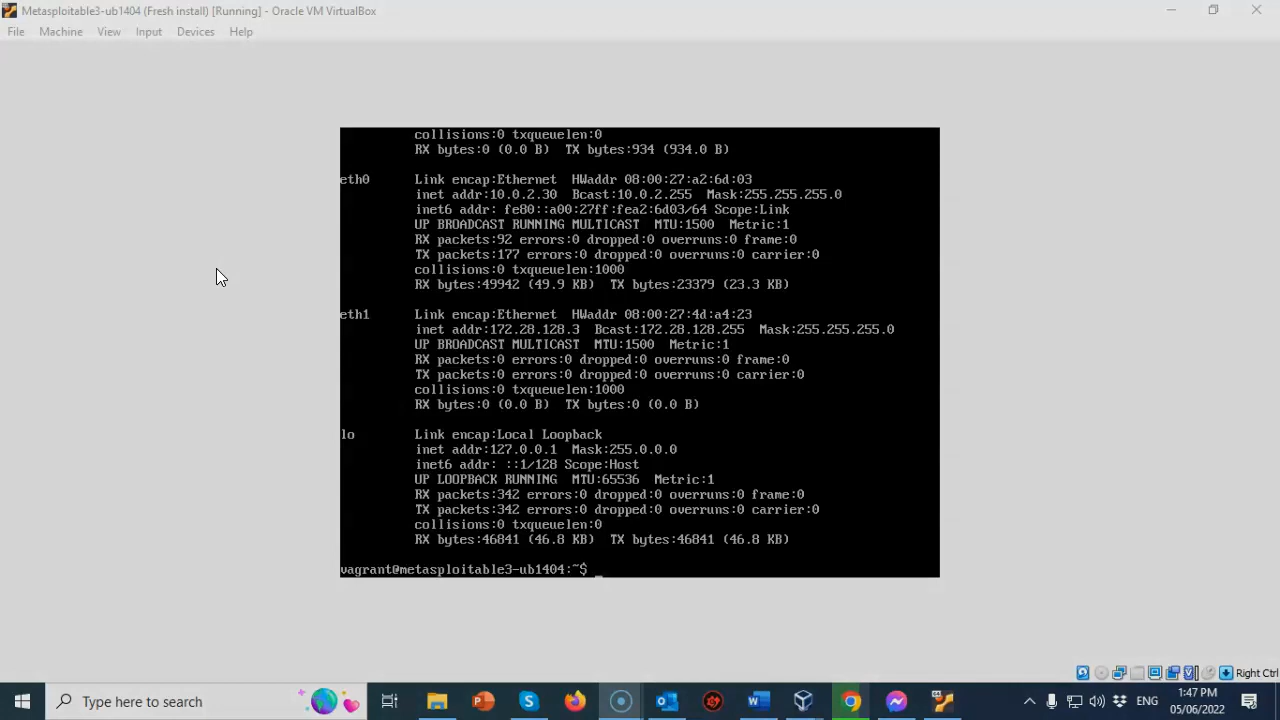 Metasploitable3-ub1404 (Fresh install) [Running] - Oracle VM VirtualBox
File Machine View Input Devices Help
collisions:0 txqueuelen:0
RX bytes:0 (0.0 B) TX bytes:934 (934.0 B)
eth0 Link encap:Ethernet HWaddr 08:00:27:a2:6d:03
inet addr:10.0.2.30 Bcast:10.0.2.255 Mask:255.255.255.0
inet6 addr: fe80::a00:27ff:fea2:6d03/64 Scope:Link
UP BROADCAST RUNNING MULTICAST MTU:1500 Metric:1
RX packets:92 errors:0 dropped:0 overruns:0 frame:0
TX packets:177 errors:0 dropped:0 overruns:0 carrier:0
collisions:0 txqueuelen:1000
RX bytes:49942 (49.9 KB) TX bytes:23379 (23.3 KB)
eth1 Link encap:Ethernet HWaddr 08:00:27:4d:a4:23
inet addr:172.28.128.3 Bcast:172.28.128.255 Mask:255.255.255.0
UP BROADCAST MULTICAST MTU:1500 Metric:1
RX packets:0 errors:0 dropped:0 overruns:0 frame:0
TX packets:0 errors:0 dropped:0 overruns:0 carrier:0
collisions:0 txqueuelen:1000
RX bytes:0 (0.0 B) TX bytes:0 (0.0 B)
lo Link encap:Local Loopback
inet addr:127.0.0.1 Mask:255.0.0.0
inet6 addr: ::1/128 Scope:Host
UP LOOPBACK RUNNING MTU:65536 Metric:1
RX packets:342 errors:0 dropped:0 overruns:0 frame:0
TX packets:342 errors:0 dropped:0 overruns:0 carrier:0
collisions:0 txqueuelen:0
RX bytes:46841 (46.8 KB) TX bytes:46841 (46.8 KB)
vagrant@metasploitable3-ub1404:~$ _
Right Ctrl
Type here to search
ENG
1:47 PM
05/06/2022